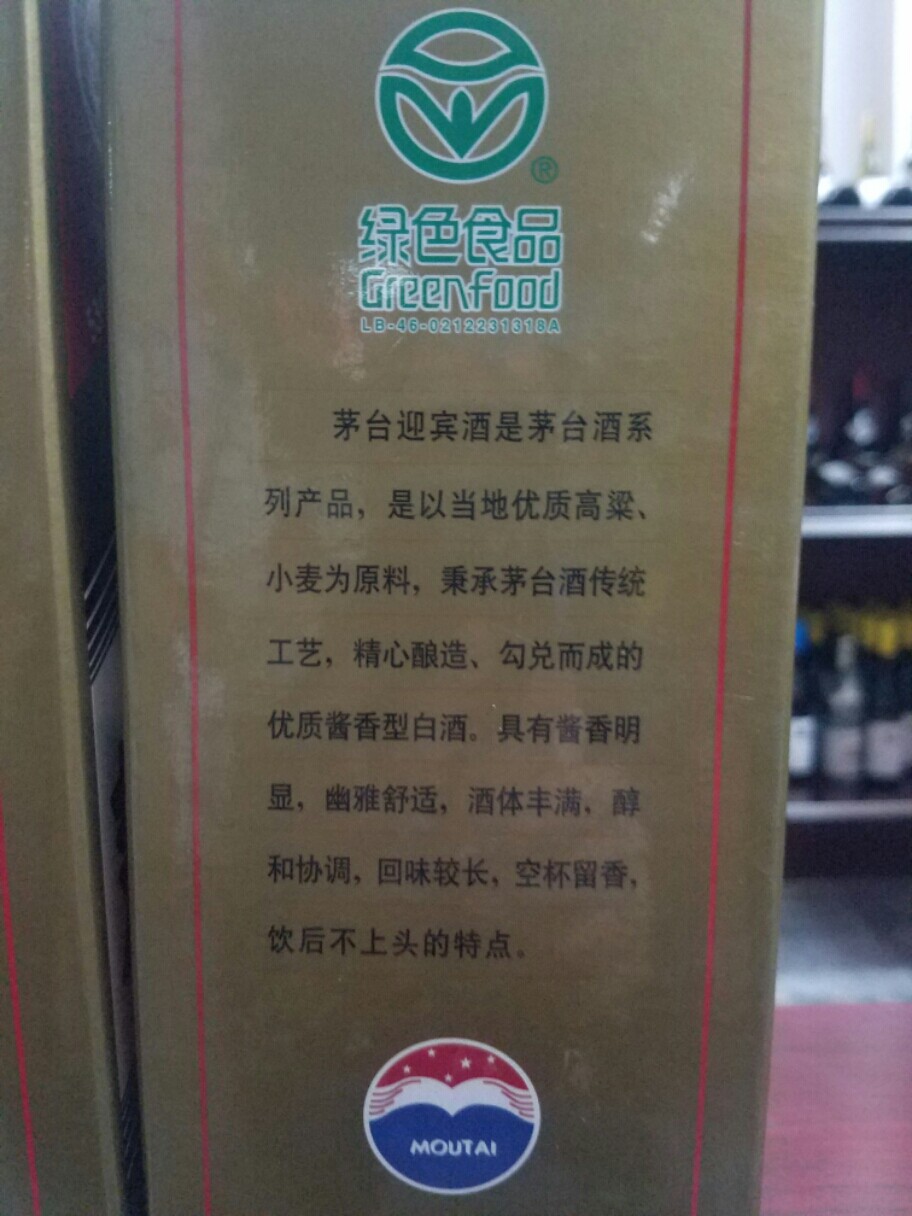 ®
绿色食品
Greenfood
LB-46-0212231318A
茅台迎宾酒是茅台酒系
列产品，是以当地优质高粱、
小麦为原料，秉承茅台酒传统
工艺，精心酿造、勾兑而成的
优质酱香型白酒。具有酱香明
显，幽雅舒适，酒体丰满、醇
和协调，回味较长，空杯留香，
饮后不上头的特点。
MOUTAI